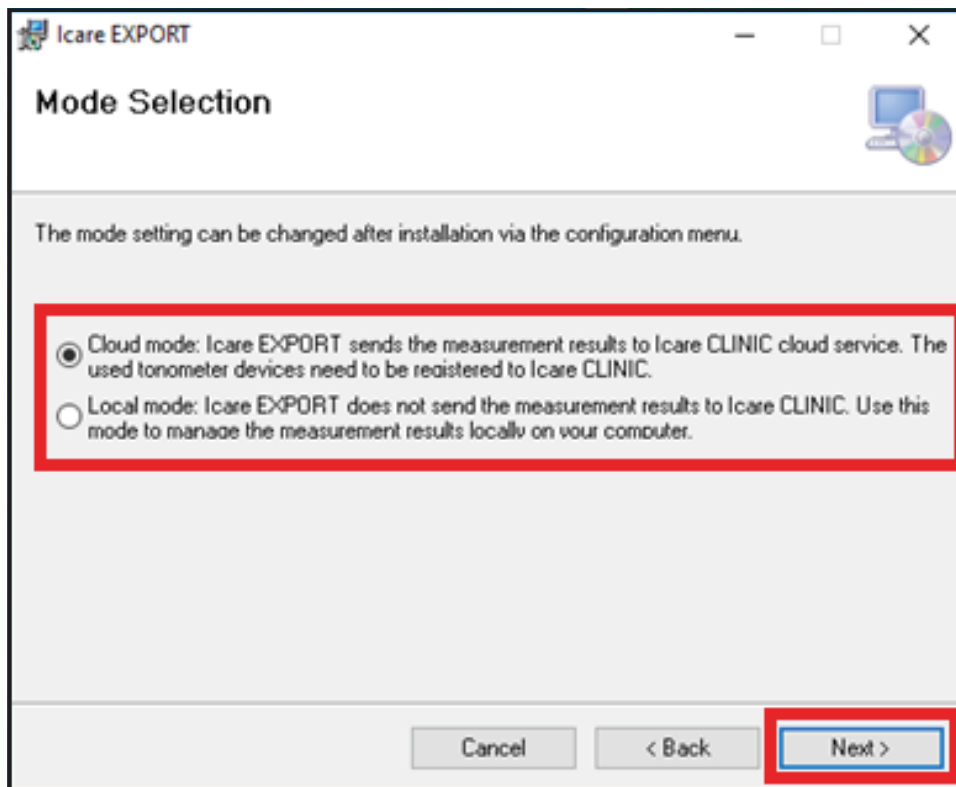 Icare EXPORT
Mode Selection
The mode setting can be changed after installation via the configuration menu.
Cloud mode: Icare EXPORT sends the measurement results to Icare CLINIC cloud service. The
used tonometer devices need to be registered to Icare CLINIC.
Local mode: Icare EXPORT does not send the measurement results to Icare CLINIC. Use this
mode to manage the measurement results locally on your computer.
Cancel
< Back
Next >